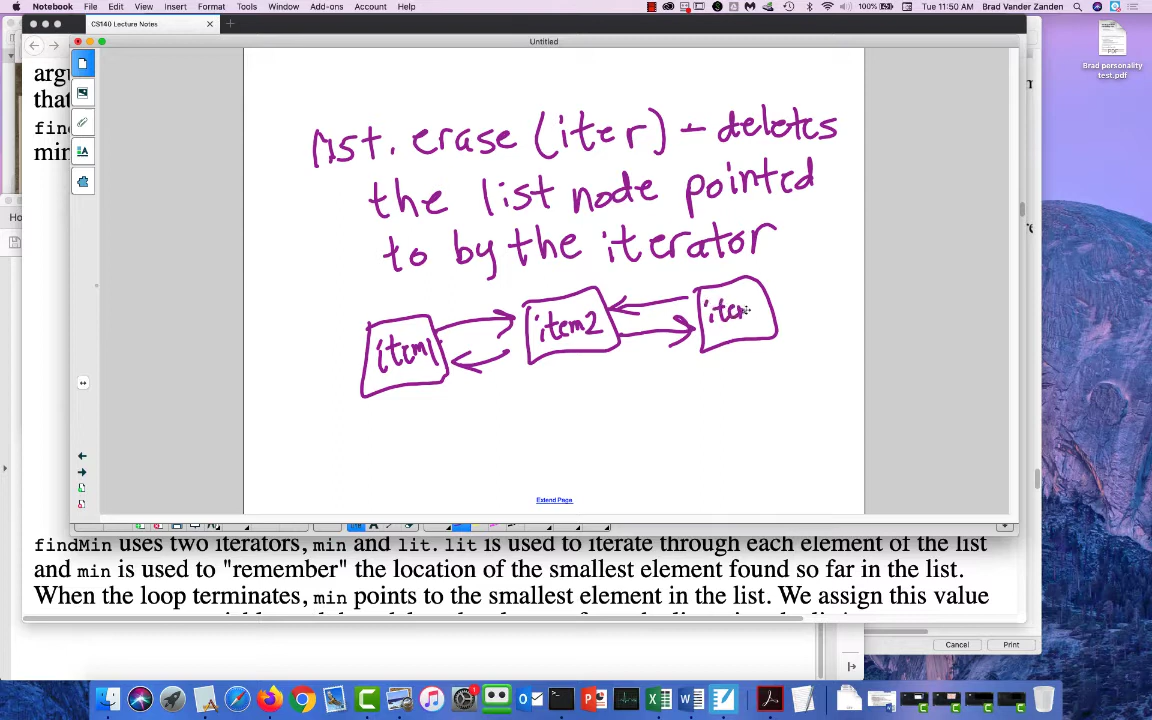 Notebook File Edit View Insert Format Tools Window Add-ons Account Help
100% Tue 11:50 AM Brad Vander Zanden
CS140 Lecture Notes
Untitled
Brad personality
test.pdf
list. erase (iter) - deletes
the list node pointed
to by the iterator
item1 item2 iter
Extend Page
findMin uses two iterators, min and lit. lit is used to iterate through each element of the list
and min is used to "remember" the location of the smallest element found so far in the list.
When the loop terminates, min points to the smallest element in the list. We assign this value
Cancel Print